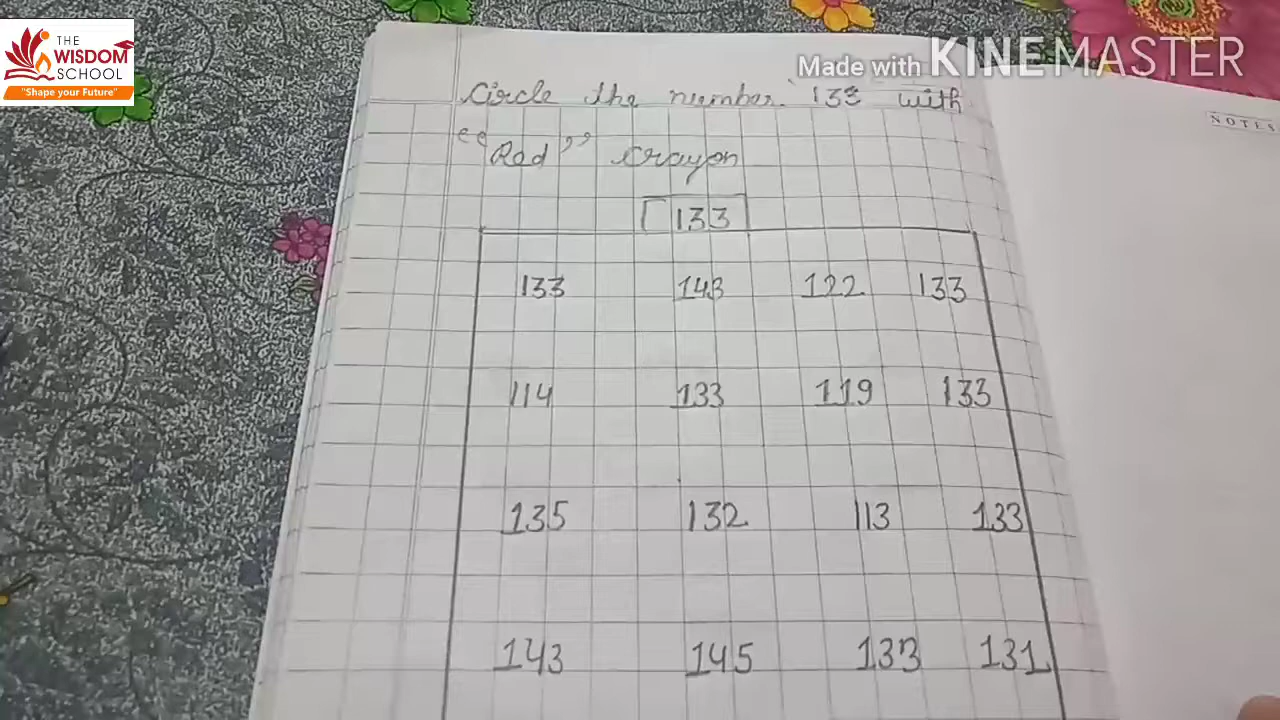 THE
WISDOM
SCHOOL
"Shape your Future"
Made with KINEMASTER
NOTES
Circle the number 133 with
"Red" Crayon
133
133 143 122 133
114 133 119 133
135 132 113 133
143 145 133 131